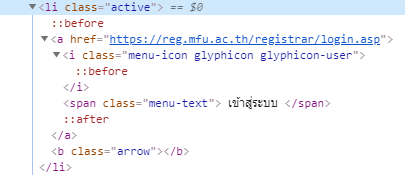 ▼<li class="active"> == $0
::before
▼<a href="https://reg.mfu.ac.th/registrar/login.asp">
▼<i class="menu-icon glyphicon glyphicon-user">
::before
</i>
<span class="menu-text"> เข้าสู่ระบบ </span>
::after
</a>
<b class="arrow"></b>
</li>